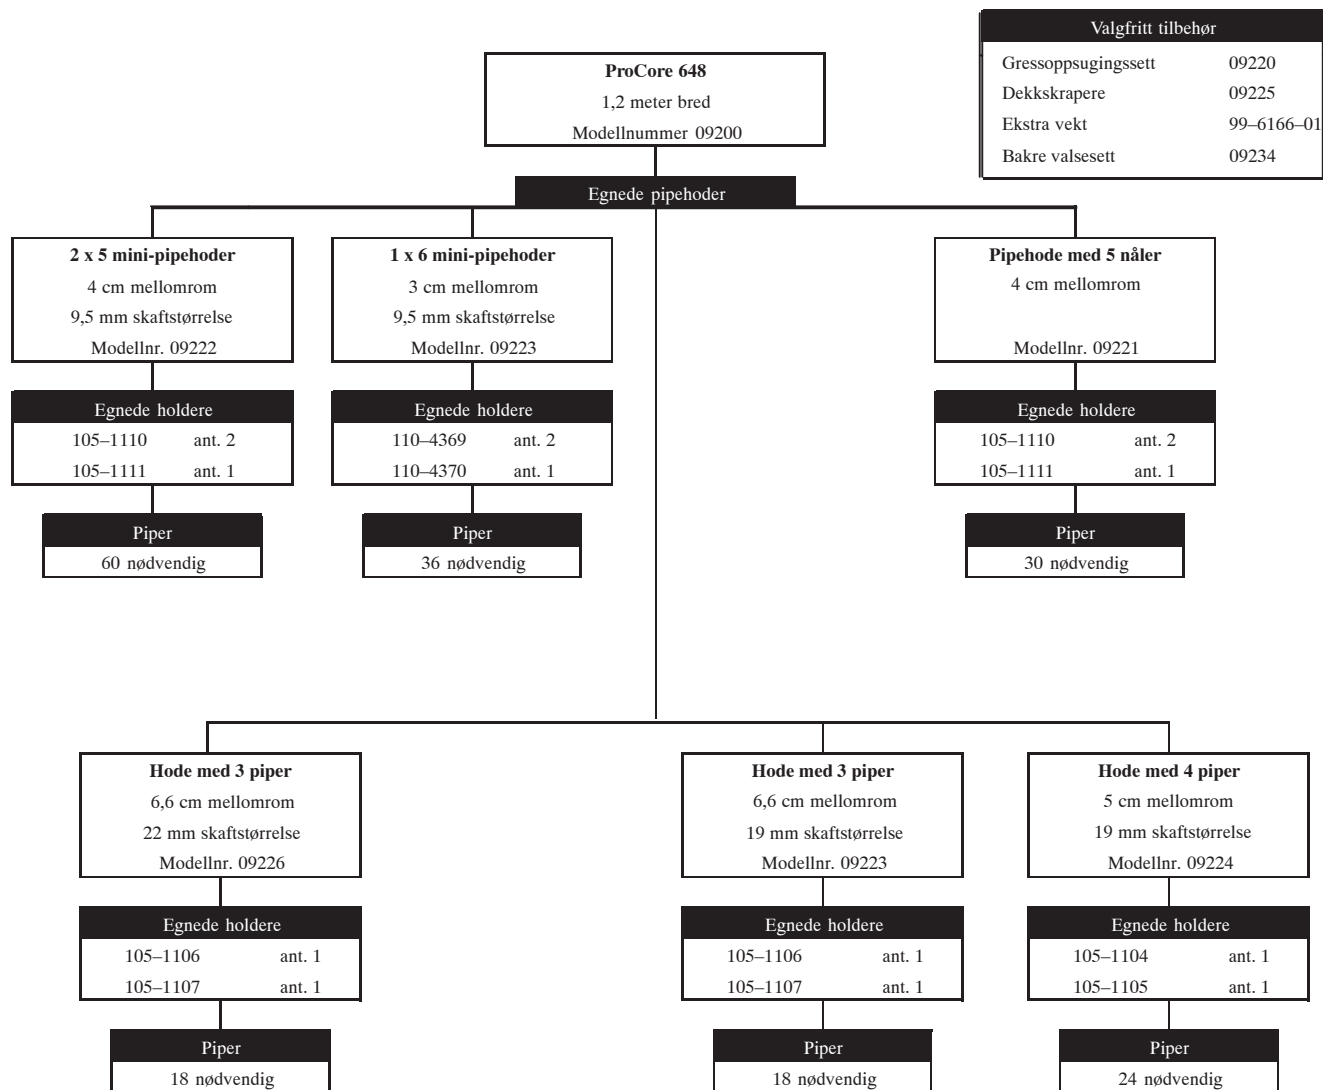 Valgfritt tilbehør
Gressoppsugingssett 09220
Dekkskrapere 09225
Ekstra vekt 99–6166–01
Bakre valsesett 09234
ProCore 648
1,2 meter bred
Modellnummer 09200
Egnede pipehoder
2 x 5 mini-pipehoder
4 cm mellomrom
9,5 mm skaftstørrelse
Modellnr. 09222
Egnede holdere
105–1110 ant. 2
105–1111 ant. 1
Piper
60 nødvendig
1 x 6 mini-pipehoder
3 cm mellomrom
9,5 mm skaftstørrelse
Modellnr. 09223
Egnede holdere
110–4369 ant. 2
110–4370 ant. 1
Piper
36 nødvendig
Pipehode med 5 nåler
4 cm mellomrom
Modellnr. 09221
Egnede holdere
105–1110 ant. 2
105–1111 ant. 1
Piper
30 nødvendig
Hode med 3 piper
6,6 cm mellomrom
22 mm skaftstørrelse
Modellnr. 09226
Egnede holdere
105–1106 ant. 1
105–1107 ant. 1
Piper
18 nødvendig
Hode med 3 piper
6,6 cm mellomrom
19 mm skaftstørrelse
Modellnr. 09223
Egnede holdere
105–1106 ant. 1
105–1107 ant. 1
Piper
18 nødvendig
Hode med 4 piper
5 cm mellomrom
19 mm skaftstørrelse
Modellnr. 09224
Egnede holdere
105–1104 ant. 1
105–1105 ant. 1
Piper
24 nødvendig